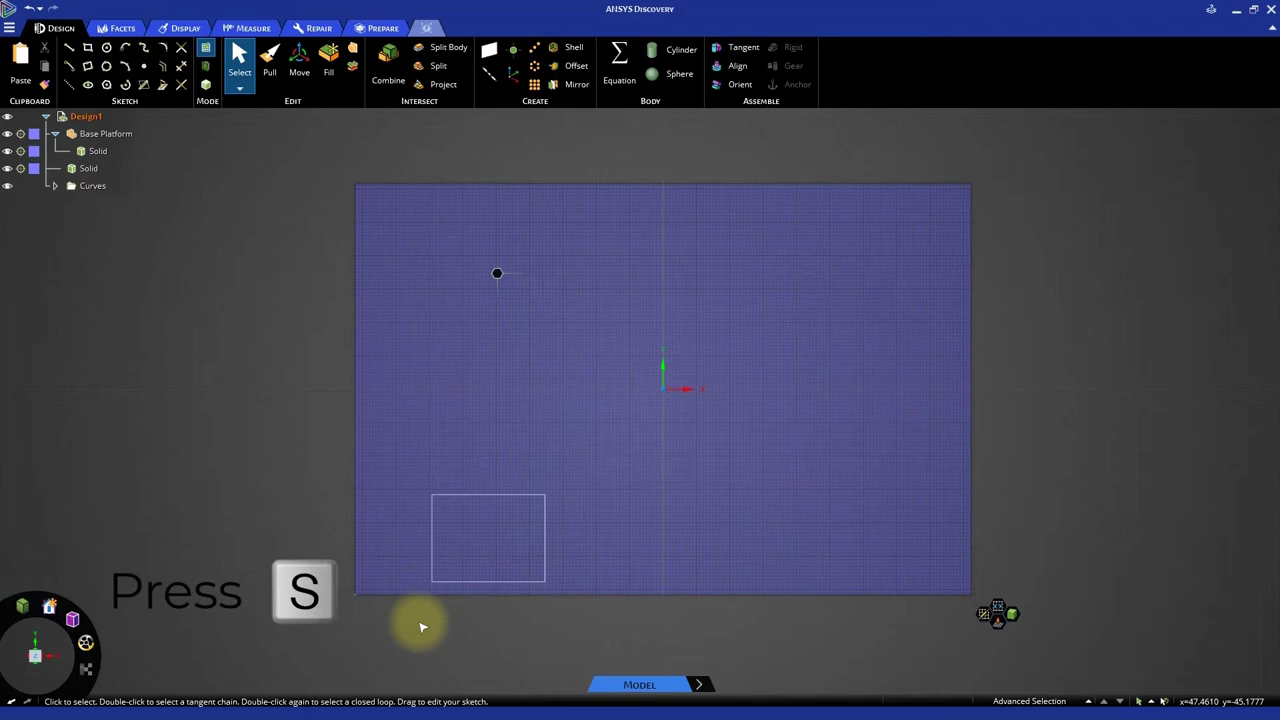 ANSYS Discovery
DESIGN FACETS DISPLAY MEASURE REPAIR PREPARE
Paste Select Pull Move Fill Combine Split Body Split Project Shell Offset Mirror Equation Cylinder Sphere Tangent Align Orient Rigid Gear Anchor
CLIPBOARD SKETCH MODE EDIT INTERSECT CREATE BODY ASSEMBLE
Design1
Base Platform
Solid
Solid
Curves
Y
X
Press S
Y
Z
MODEL
Click to select. Double-click to select a tangent chain. Double-click again to select a closed loop. Drag to edit your sketch. Advanced Selection x=47.4610 y=-45.1777